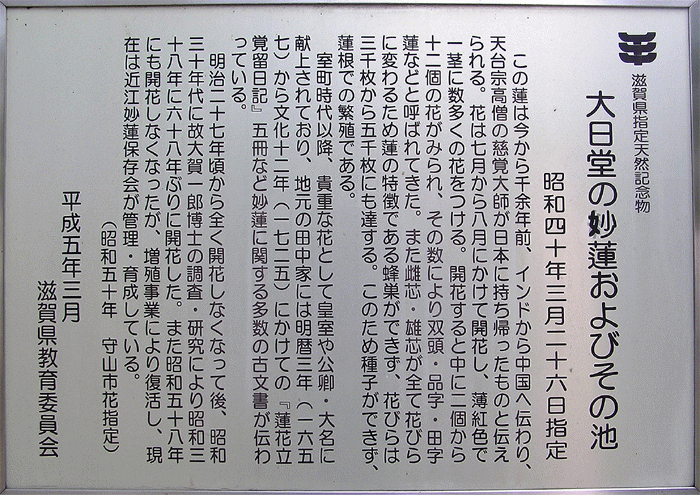 滋賀県指定天然記念物
大日堂の妙蓮およびその池
昭和四十年三月二十六日指定
この蓮は今から千余年前、インドから中国へ伝わり、
天台宗高僧の慈覚大師が日本に持ち帰ったものと伝え
られる。花は七月から八月にかけて開花し、薄紅色で
一茎に数多くの花をつける。開花すると中に二個から
十二個の花がみられ、その数により双頭・品字・田字
蓮などと呼ばれてきた。また雌芯・雄芯が全て花びら
に変わるため蓮の特徴である蜂巣ができず、花びらは
三千枚から五千枚にも達する。このため種子ができず、
蓮根での繁殖である。
室町時代以降、貴重な花として皇室や公卿・大名に
献上されており、地元の田中家には明暦三年（一六五
七）から文化十二年（一七二五）にかけての『蓮花立
覚留日記』五冊など妙蓮に関する多数の古文書が伝わ
っている。
明治二十七年頃から全く開花しなくなって後、昭和
三十年代に故大賀一郎博士の調査・研究により昭和三
十八年に六十八年ぶりに開花した。また昭和五十八年
にも開花しなくなったが、増殖事業により復活し、現
在は近江妙蓮保存会が管理・育成している。
（昭和五十年　守山市花指定）
平成五年三月
滋賀県教育委員会